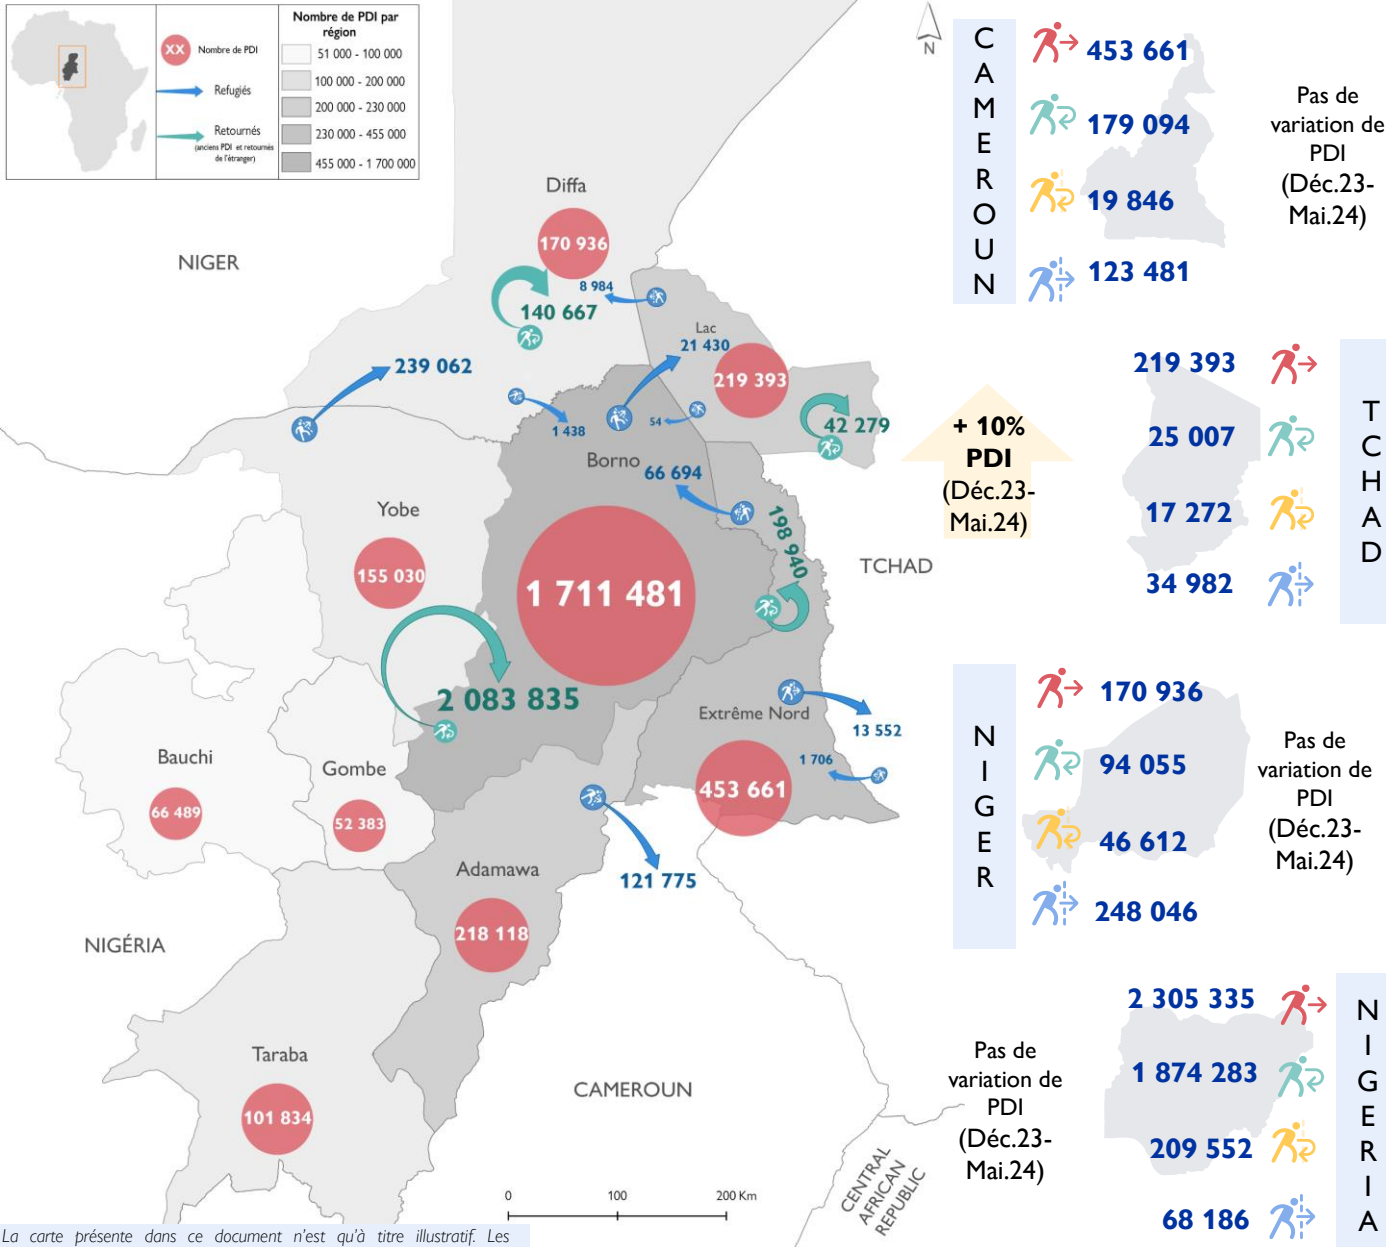 XX
Nombre de PDI
Refugiés
Retournés
(anciens PDI et retournés
de l'étranger)
Nombre de PDI par
région
51 000 - 100 000
100 000 - 200 000
200 000 - 230 000
230 000 - 455 000
455 000 - 1 700 000
N
NIGER
Diffa
170 936
8 984
140 667
239 062
Lac
21 430
219 393
42 279
1 438
54
Borno
66 694
198 940
TCHAD
Yobe
155 030
1 711 481
2 083 835
Extrême Nord
13 552
1 706
453 661
Bauchi
66 489
Gombe
52 383
121 775
Adamawa
218 118
NIGÉRIA
Taraba
101 834
CAMEROUN
CENTRAL
AFRICAN
REPUBLIC
0 100 200 Km
La carte présente dans ce document n'est qu'à titre illustratif. Les
C
A
M
E
R
O
U
N
453 661
179 094
19 846
123 481
Pas de
variation de
PDI
(Déc.23-
Mai.24)
+ 10%
PDI
(Déc.23-
Mai.24)
219 393
25 007
17 272
34 982
T
C
H
A
D
N
I
G
E
R
170 936
94 055
46 612
248 046
Pas de
variation de
PDI
(Déc.23-
Mai.24)
Pas de
variation de
PDI
(Déc.23-
Mai.24)
2 305 335
1 874 283
209 552
68 186
N
I
G
E
R
I
A